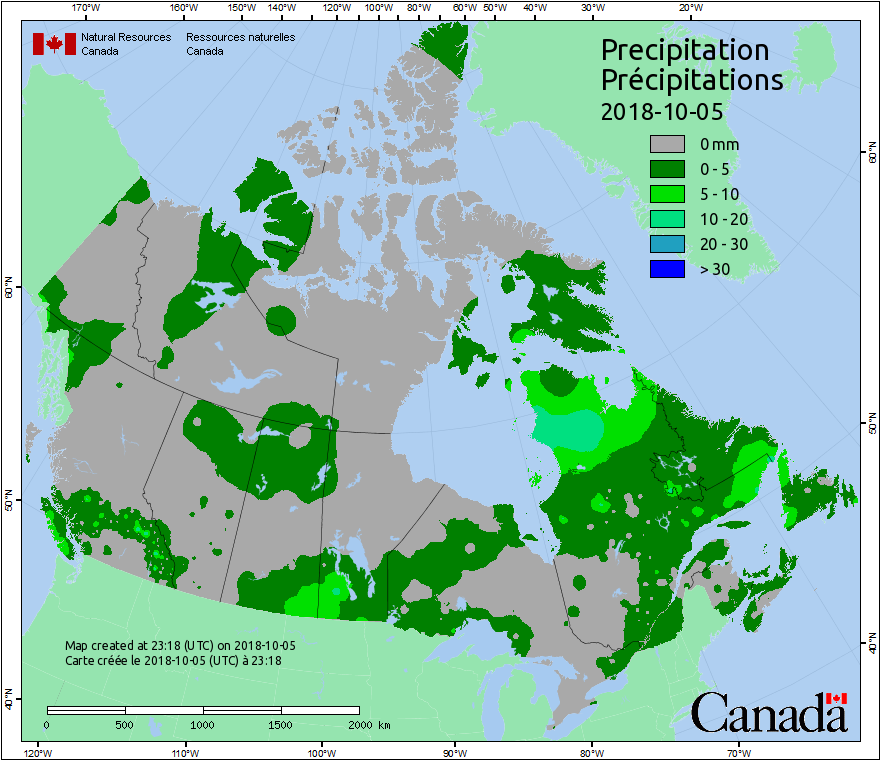 170°W 160°W 150°W 140°W 130°W 120°W 110°W 100°W 90°W 80°W 60°W 50°W 40°W 30°W 20°W
Natural Resources Canada
Ressources naturelles Canada
Precipitation
Précipitations
2018-10-05
0 mm
0 - 5
5 - 10
10 - 20
20 - 30
> 30
60°N
50°N
40°N
60°N
50°N
40°N
Map created at 23:18 (UTC) on 2018-10-05
Carte créée le 2018-10-05 (UTC) à 23:18
0 500 1000 1500 2000 km
Canada
120°W 110°W 100°W 90°W 80°W 70°W